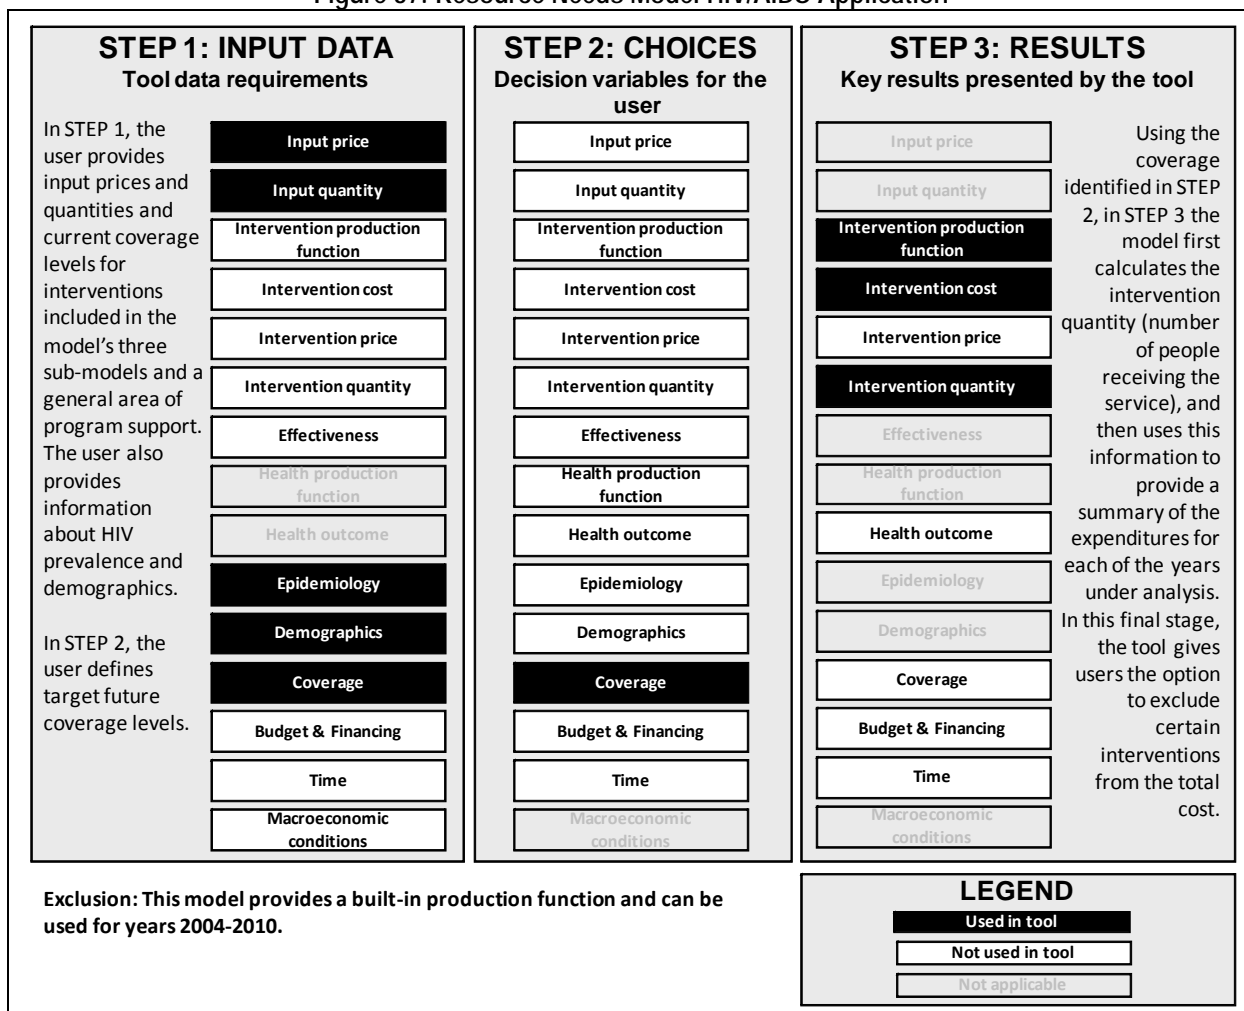 Figure 37: Resource Needs Model HIV/AIDS Application
STEP 1: INPUT DATA
Tool data requirements
In STEP 1, the
user provides
input prices and
quantities and
current coverage
levels for
interventions
included in the
model's three
sub-models and a
general area of
program support.
The user also
provides
information
about HIV
prevalence and
demographics.
In STEP 2, the
user defines
target future
coverage levels.
Input price
Input quantity
Intervention production
function
Intervention cost
Intervention price
Intervention quantity
Effectiveness
Health production
function
Health outcome
Epidemiology
Demographics
Coverage
Budget & Financing
Time
Macroeconomic
conditions
STEP 2: CHOICES
Decision variables for the
user
Input price
Input quantity
Intervention production
function
Intervention cost
Intervention price
Intervention quantity
Effectiveness
Health production
function
Health outcome
Epidemiology
Demographics
Coverage
Budget & Financing
Time
Macroeconomic
conditions
STEP 3: RESULTS
Key results presented by the tool
Input price
Input quantity
Intervention production
function
Intervention cost
Intervention price
Intervention quantity
Effectiveness
Health production
function
Health outcome
Epidemiology
Demographics
Coverage
Budget & Financing
Time
Macroeconomic
conditions
Using the
coverage
identified in STEP
2, in STEP 3 the
model first
calculates the
intervention
quantity (number
of people
receiving the
service), and
then uses this
information to
provide a
summary of the
expenditures for
each of the years
under analysis.
In this final stage,
the tool gives
users the option
to exclude
certain
interventions
from the total
cost.
Exclusion: This model provides a built-in production function and can be
used for years 2004-2010.
LEGEND
Used in tool
Not used in tool
Not applicable